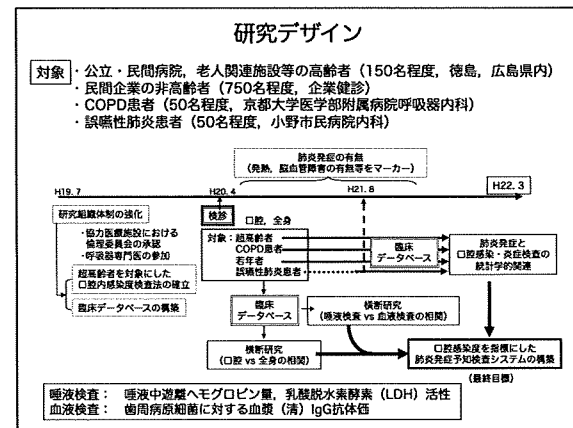 研究デザイン
対象
・公立・民間病院，老人関連施設等の高齢者（150名程度，徳島，広島県内）
・民間企業の非高齢者（750名程度，企業健診）
・COPD患者（50名程度，京都大学医学部附属病院呼吸器内科）
・誤嚥性肺炎患者（50名程度，小野市民病院内科）
肺炎発症の有無
（発熱，脳血管障害の有無等をマーカー）
H19. 7
H20. 4
H21. 8
H22. 3
研究組織体制の強化
・協力医療施設における
倫理委員会の承認
・呼吸器専門医の参加
超高齢者を対象にした
口腔内感染度検査法の確立
臨床データベースの構築
検診
口腔，全身
対象：超高齢者
COPD患者
若年者
誤嚥性肺炎患者
臨床
データベース
肺炎発症と
口腔感染・炎症検査の
統計学的関連
臨床
データベース
横断研究
（唾液検査 vs 血液検査の相関）
横断研究
（口腔 vs 全身の相関）
口腔感染度を指標にした
肺炎発症予知検査システムの構築
（最終目標）
唾液検査： 唾液中遊離ヘモグロビン量，乳酸脱水素酵素（LDH）活性
血液検査： 歯周病原細菌に対する血漿（清）IgG抗体価